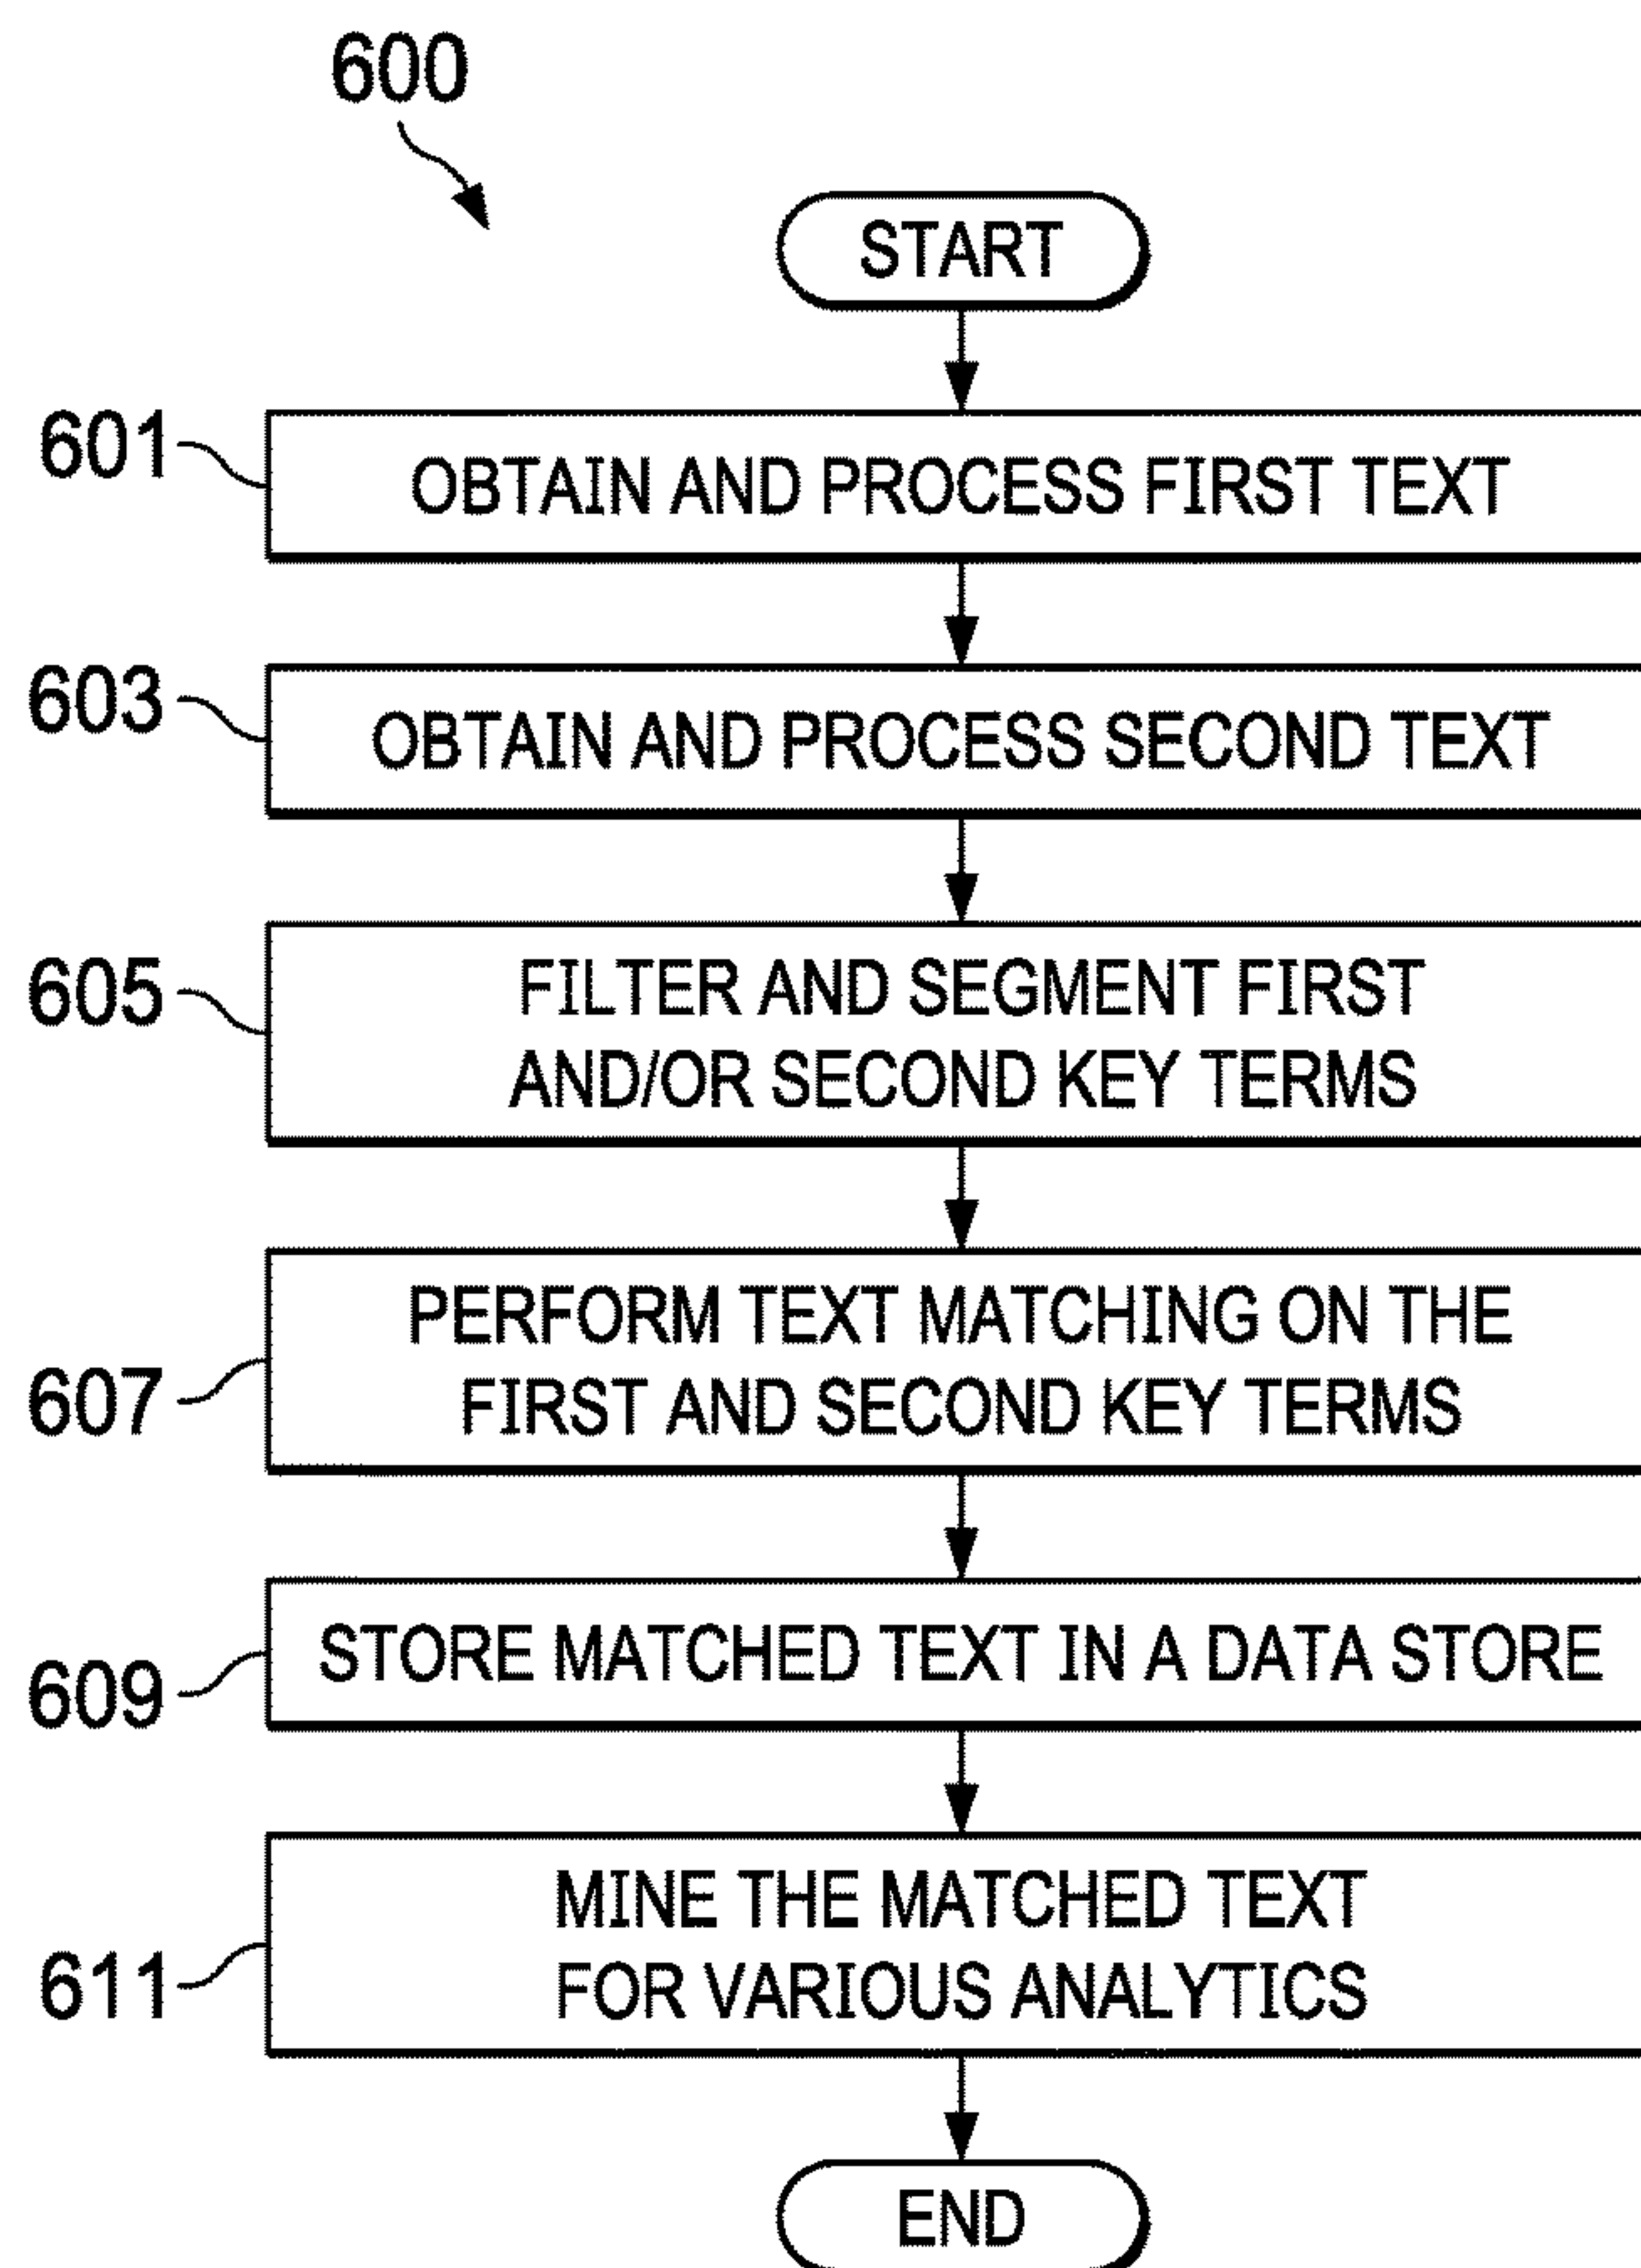 600
START
601
OBTAIN AND PROCESS FIRST TEXT
603
OBTAIN AND PROCESS SECOND TEXT
605
FILTER AND SEGMENT FIRST
AND/OR SECOND KEY TERMS
607
PERFORM TEXT MATCHING ON THE
FIRST AND SECOND KEY TERMS
609
STORE MATCHED TEXT IN A DATA STORE
611
MINE THE MATCHED TEXT
FOR VARIOUS ANALYTICS
END